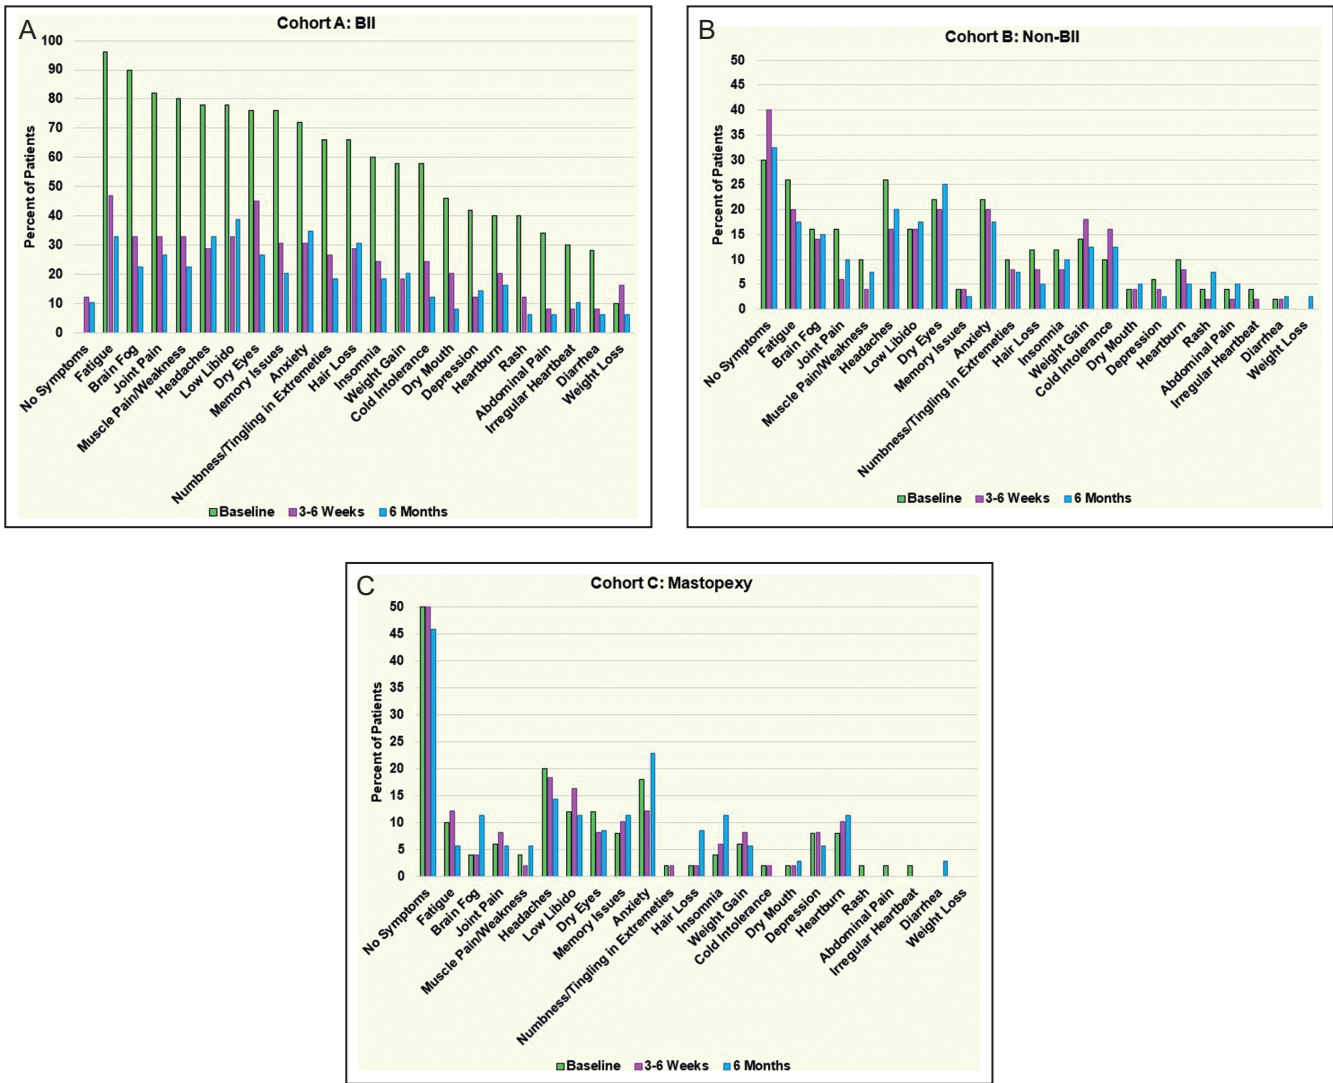 A
Cohort A: BII
Percent of Patients
100
90
80
70
60
50
40
30
20
10
0
No Symptoms
Fatigue
Brain Fog
Joint Pain
Muscle Pain/Weakness
Headaches
Low Libido
Dry Eyes
Memory Issues
Anxiety
Numbness/Tingling in Extremeties
Hair Loss
Insomnia
Weight Gain
Cold Intolerance
Dry Mouth
Depression
Heartburn
Rash
Abdominal Pain
Irregular Heartbeat
Diarrhea
Weight Loss
Baseline 3-6 Weeks 6 Months
B
Cohort B: Non-BII
Percent of Patients
50
45
40
35
30
25
20
15
10
5
0
No Symptoms
Fatigue
Brain Fog
Joint Pain
Muscle Pain/Weakness
Headaches
Low Libido
Dry Eyes
Memory Issues
Anxiety
Numbness/Tingling in Extremeties
Hair Loss
Insomnia
Weight Gain
Cold Intolerance
Dry Mouth
Depression
Heartburn
Rash
Abdominal Pain
Irregular Heartbeat
Diarrhea
Weight Loss
Baseline 3-6 Weeks 6 Months
C
Cohort C: Mastopexy
Percent of Patients
50
45
40
35
30
25
20
15
10
5
0
No Symptoms
Fatigue
Brain Fog
Joint Pain
Muscle Pain/Weakness
Headaches
Low Libido
Dry Eyes
Memory Issues
Anxiety
Numbness/Tingling in Extremeties
Hair Loss
Insomnia
Weight Gain
Cold Intolerance
Dry Mouth
Depression
Heartburn
Rash
Abdominal Pain
Irregular Heartbeat
Diarrhea
Weight Loss
Baseline 3-6 Weeks 6 Months